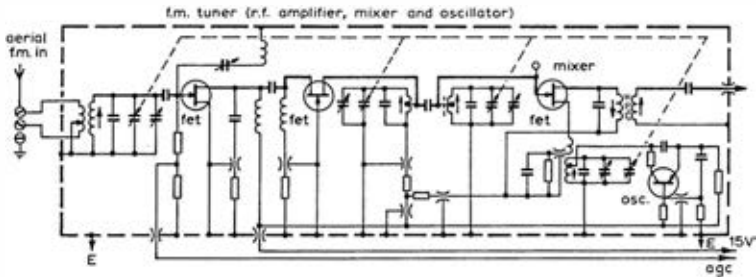 f.m. tuner (r.f. amplifier, mixer and oscillator)
aerial
f.m. in
fet
fet
mixer
fet
osc.
E
E
15V
agc